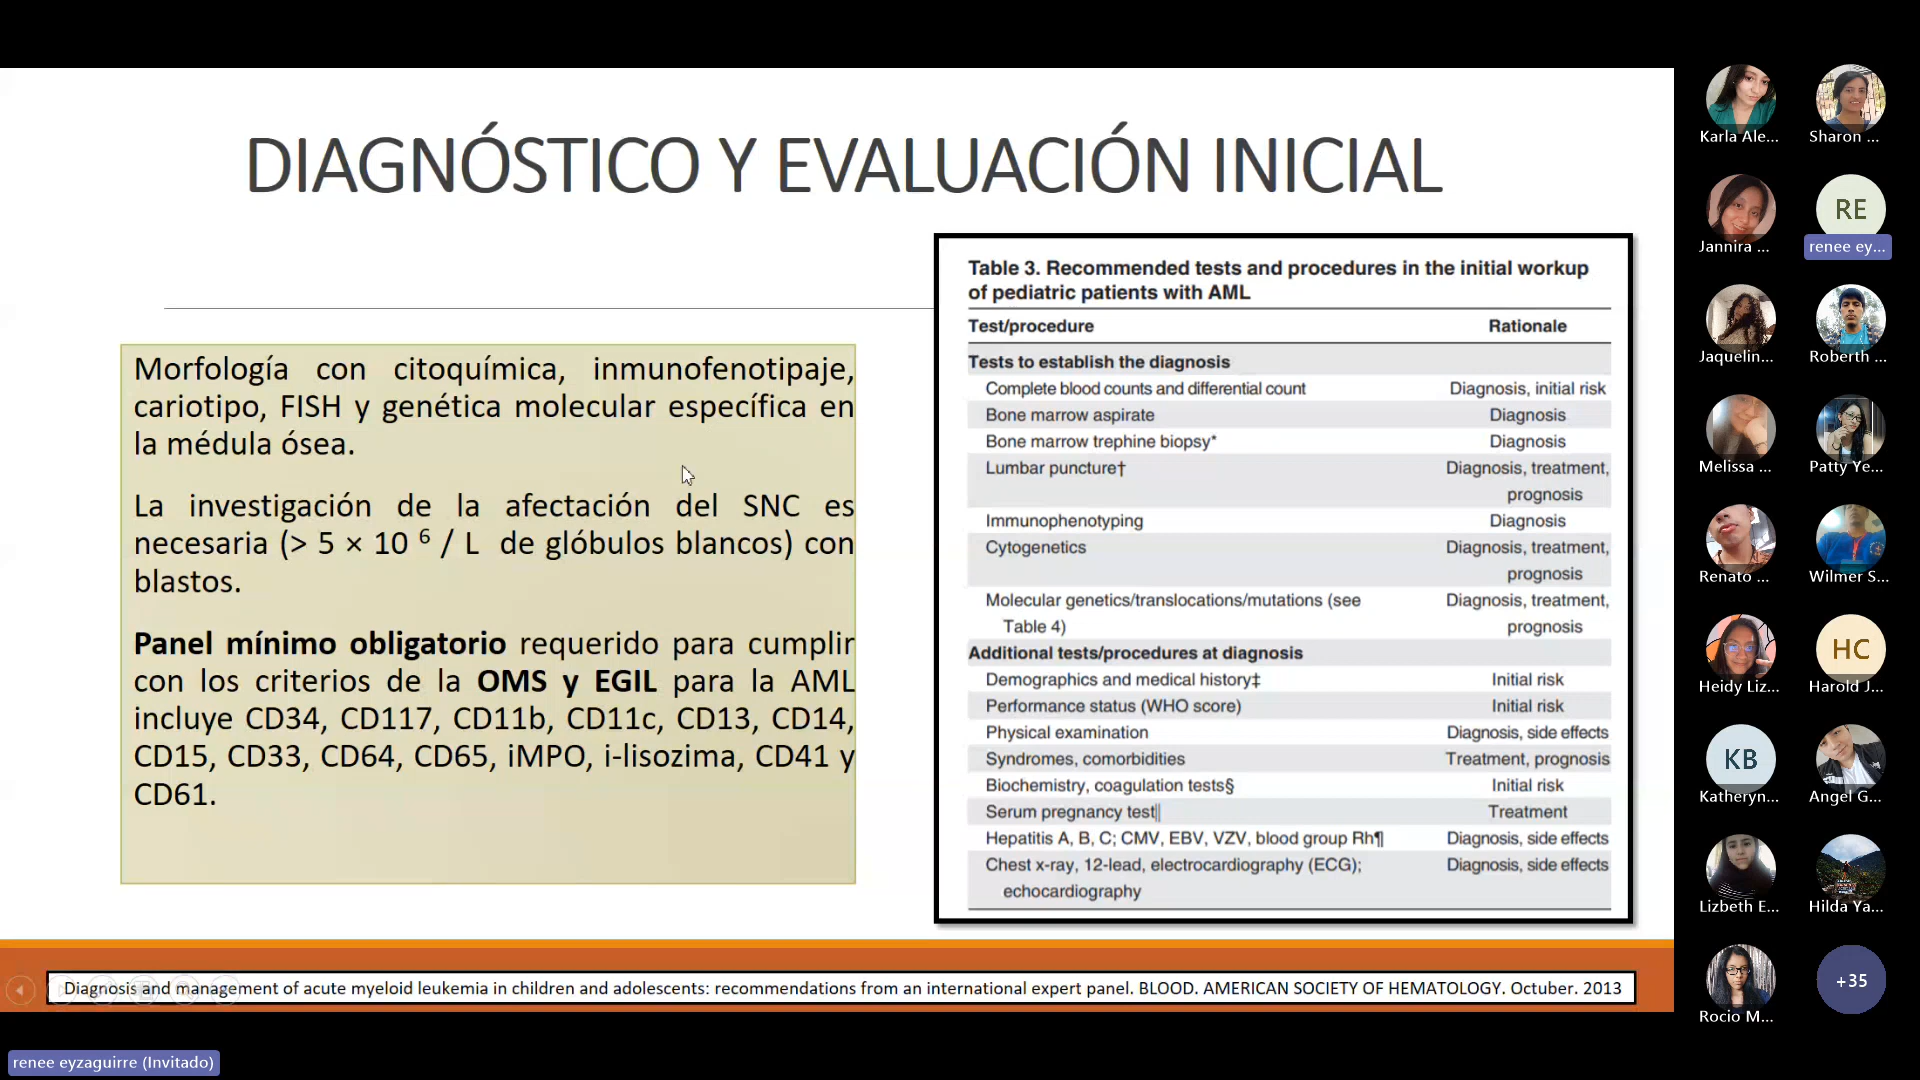 DIAGNÓSTICO Y EVALUACIÓN INICIAL
Morfología con citoquímica, inmunofenotipaje,
cariotipo, FISH y genética molecular específica en
la médula ósea.
La investigación de la afectación del SNC es
necesaria (> 5 × 10 ⁶ / L de glóbulos blancos) con
blastos.
Panel mínimo obligatorio requerido para cumplir
con los criterios de la OMS y EGIL para la AML
incluye CD34, CD117, CD11b, CD11c, CD13, CD14,
CD15, CD33, CD64, CD65, iMPO, i-lisozima, CD41 y
CD61.
Table 3. Recommended tests and procedures in the initial workup
of pediatric patients with AML
Test/procedure Rationale
Tests to establish the diagnosis
Complete blood counts and differential count Diagnosis, initial risk
Bone marrow aspirate Diagnosis
Bone marrow trephine biopsy* Diagnosis
Lumbar puncture† Diagnosis, treatment,
prognosis
Immunophenotyping Diagnosis
Cytogenetics Diagnosis, treatment,
prognosis
Molecular genetics/translocations/mutations (see Diagnosis, treatment,
Table 4) prognosis
Additional tests/procedures at diagnosis
Demographics and medical history‡ Initial risk
Performance status (WHO score) Initial risk
Physical examination Diagnosis, side effects
Syndromes, comorbidities Treatment, prognosis
Biochemistry, coagulation tests§ Initial risk
Serum pregnancy test‖ Treatment
Hepatitis A, B, C; CMV, EBV, VZV, blood group Rh¶ Diagnosis, side effects
Chest x-ray, 12-lead, electrocardiography (ECG); Diagnosis, side effects
echocardiography
Diagnosis and management of acute myeloid leukemia in children and adolescents: recommendations from an international expert panel. BLOOD. AMERICAN SOCIETY OF HEMATOLOGY. Octuber. 2013
renee eyzaguirre (Invitado)
Karla Ale... Sharon ...
RE
Jannira ... renee ey...
Jaquelin... Roberth ...
Melissa ... Patty Ye...
Renato ... Wilmer S...
HC
Heidy Liz... Harold J...
KB
Katheryn... Angel G...
Lizbeth E... Hilda Ya...
+35
Rocio M...